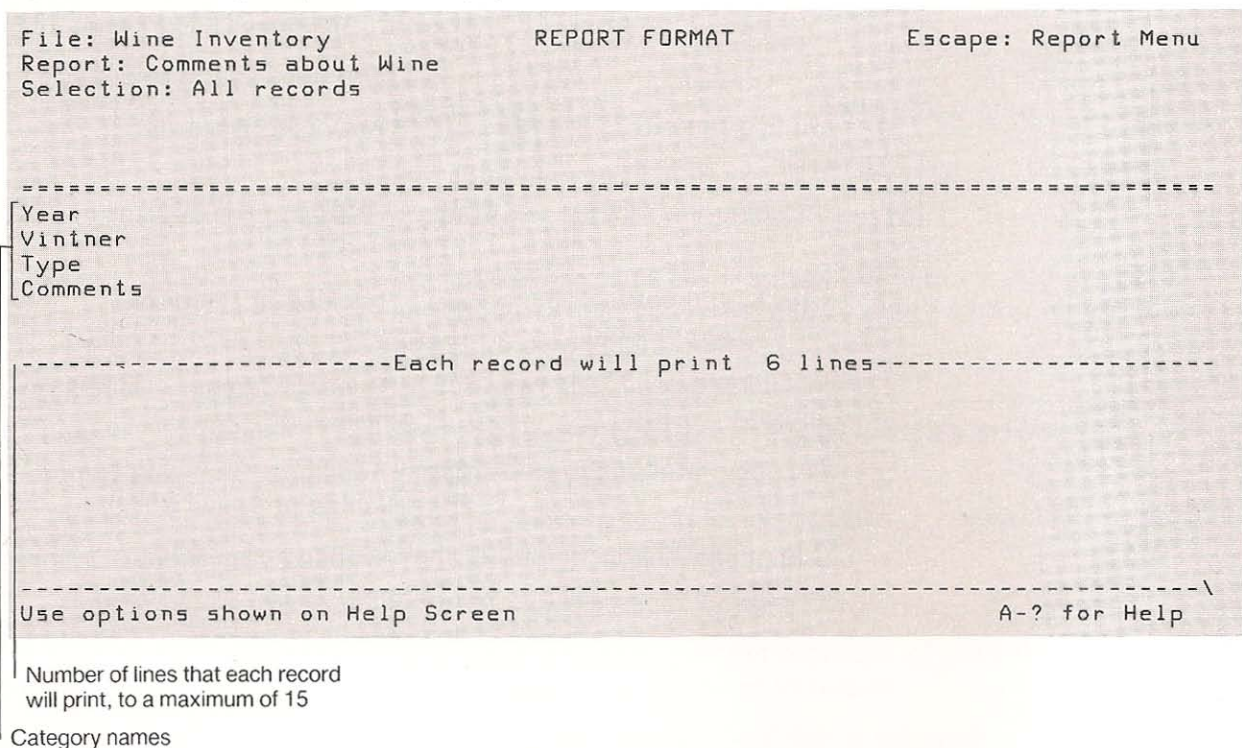 File: Wine Inventory REPORT FORMAT Escape: Report Menu
Report: Comments about Wine
Selection: All records
================================================================================
Year
Vintner
Type
Comments
------------------------Each record will print 6 lines----------------------
--------------------------------------------------------------------------------\
Use options shown on Help Screen A-? for Help
Number of lines that each record
will print, to a maximum of 15
Category names